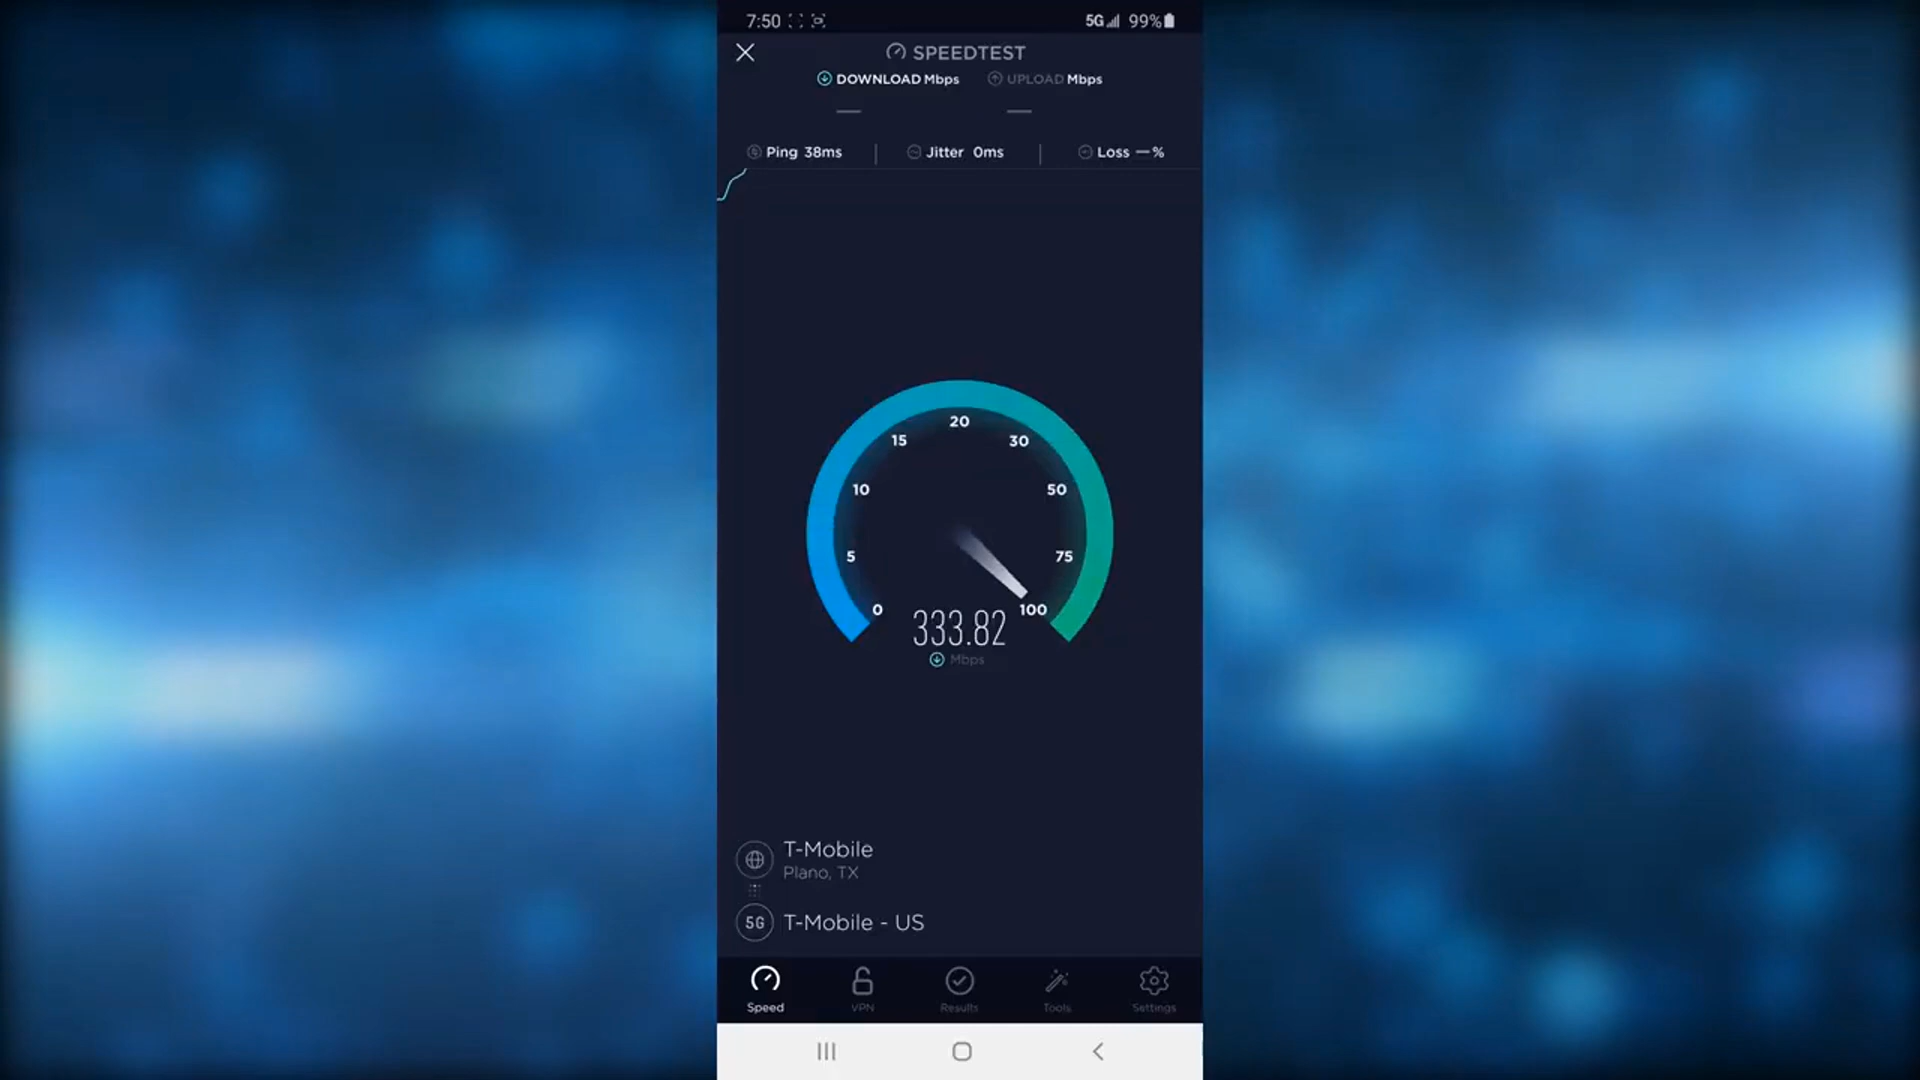 7:50 5G 99%
SPEEDTEST
DOWNLOAD Mbps UPLOAD Mbps
— —
Ping 38ms | Jitter 0ms | Loss — %
20
15 30
10 50
5 75
0 100
333.82
Mbps
T-Mobile
Plano, TX
5G T-Mobile - US
Speed VPN Results Tools Settings